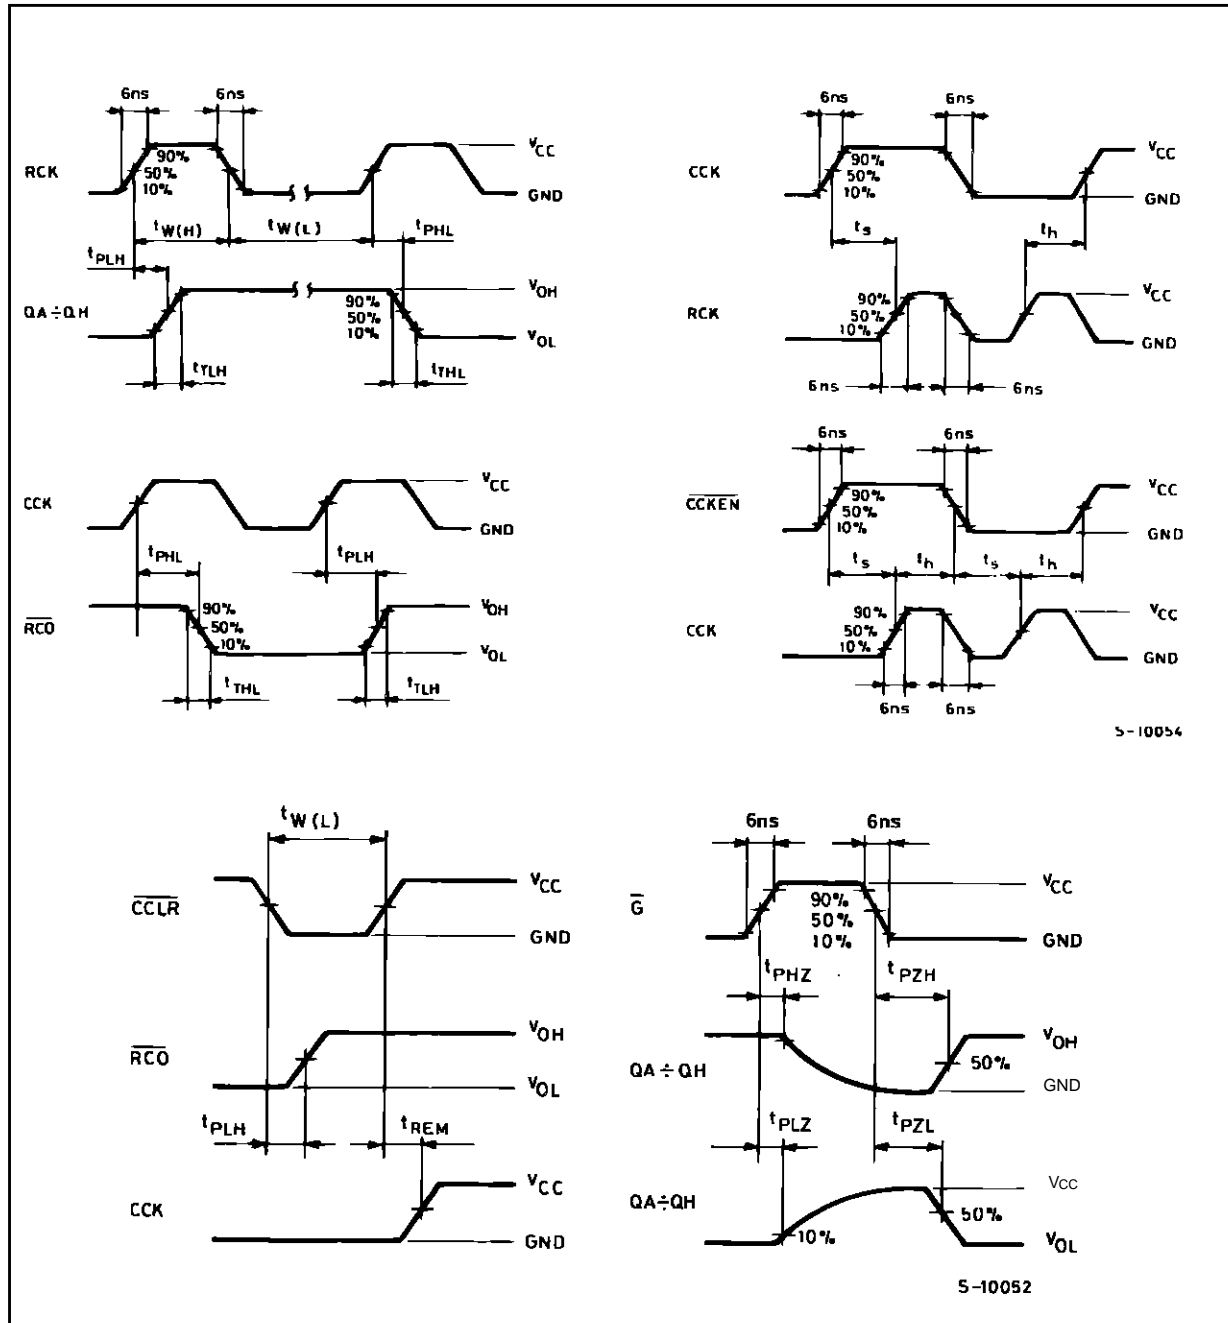 6ns 6ns
RCK 90% 50% 10% VCC GND
tW(H) tW(L) tPHL
tPLH
QA÷QH 90% 50% 10% VOH VOL
tTLH tTHL
6ns 6ns
CCK 90% 50% 10% VCC GND
ts th
RCK 90% 50% 10% VCC GND
6ns 6ns
CCK VCC GND
tPHL tPLH
RCO 90% 50% 10% VOH VOL
tTHL tTLH
6ns 6ns
CCKEN 90% 50% 10% VCC GND
ts th ts th
CCK 90% 50% 10% VCC GND
6ns 6ns
S-10054
tW(L)
CCLR VCC GND
RCO VOH VOL
tPLH tREM
CCK VCC GND
6ns 6ns
G 90% 50% 10% VCC GND
tPHZ tPZH
QA÷QH 50% VOH GND
tPLZ tPZL
QA÷QH 10% 50% Vcc VOL
S-10052